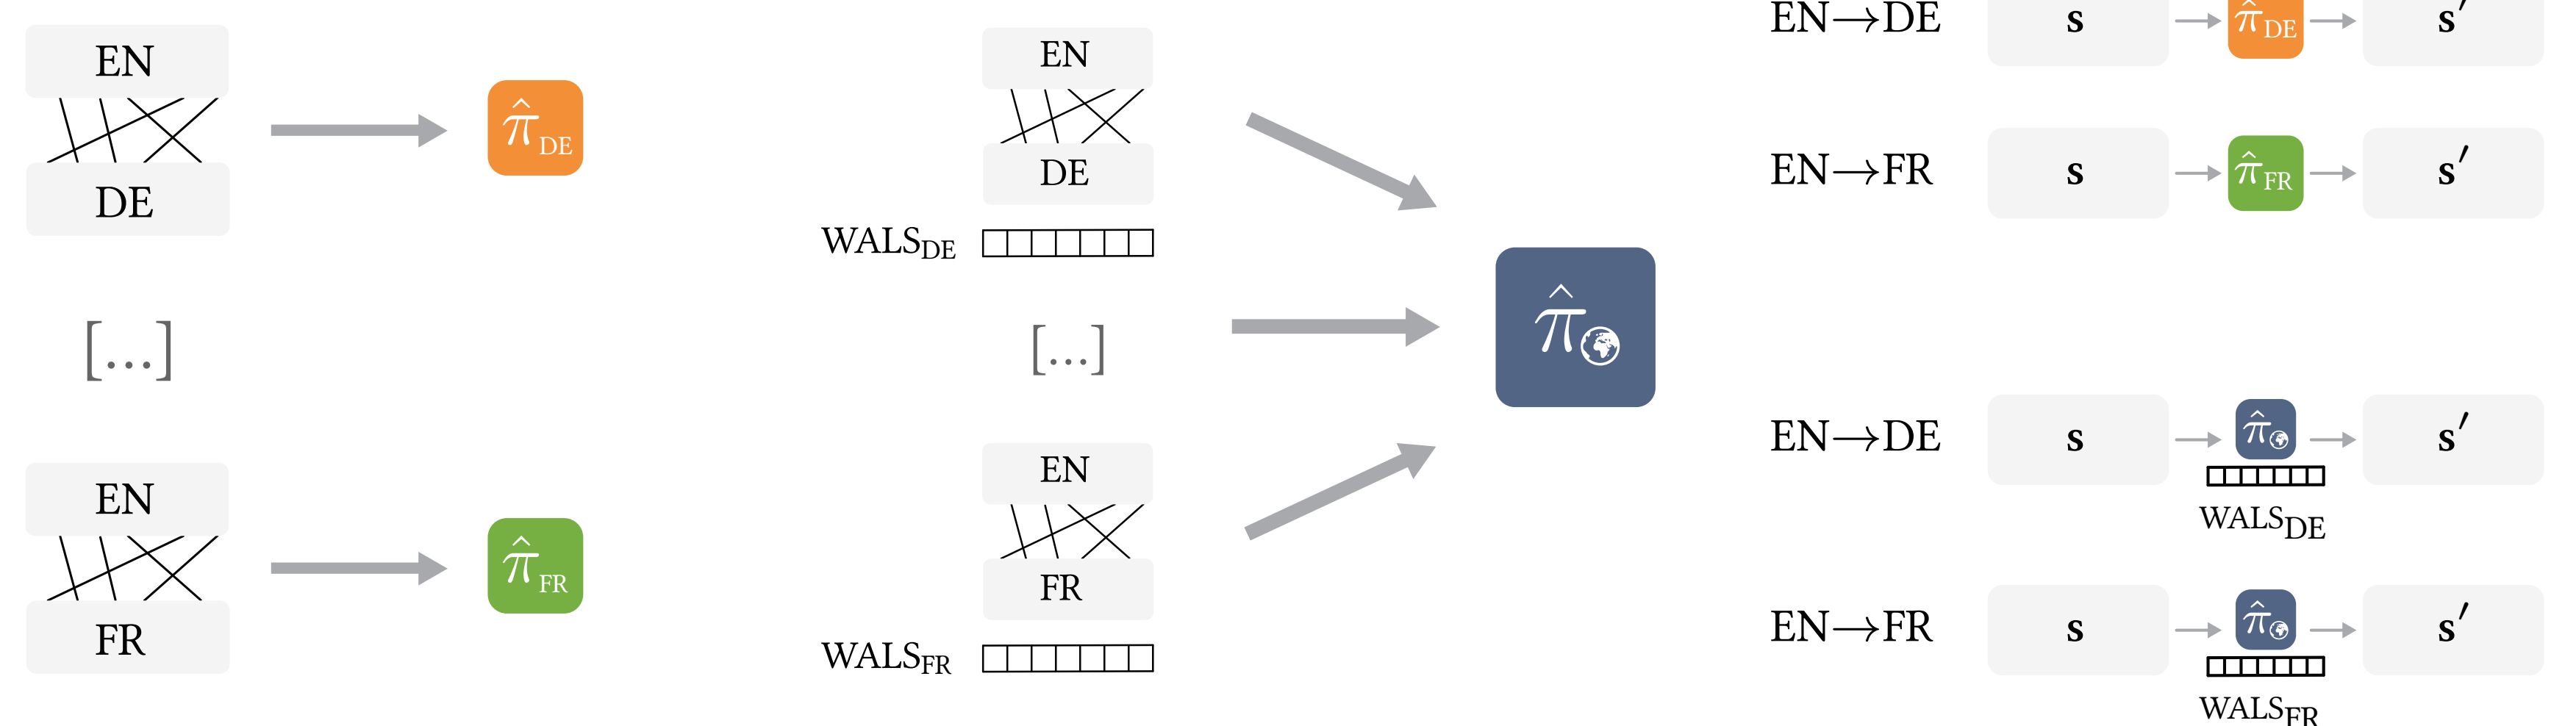 EN
DE
π̂DE
[...]
EN
FR
π̂FR
EN
DE
WALSDE
[...]
EN
FR
WALSFR
π̂
EN→DE s π̂DE s′
EN→FR s π̂FR s′
EN→DE s π̂ s′
WALSDE
EN→FR s π̂ s′
WALSFR